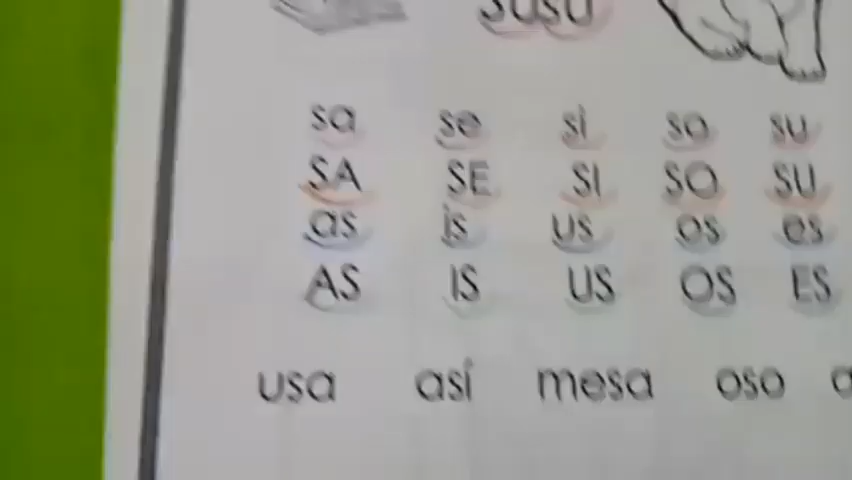 Susu
sa se si so su
SA SE SI SO SU
as is us os es
AS IS US OS ES
usa así mesa oso